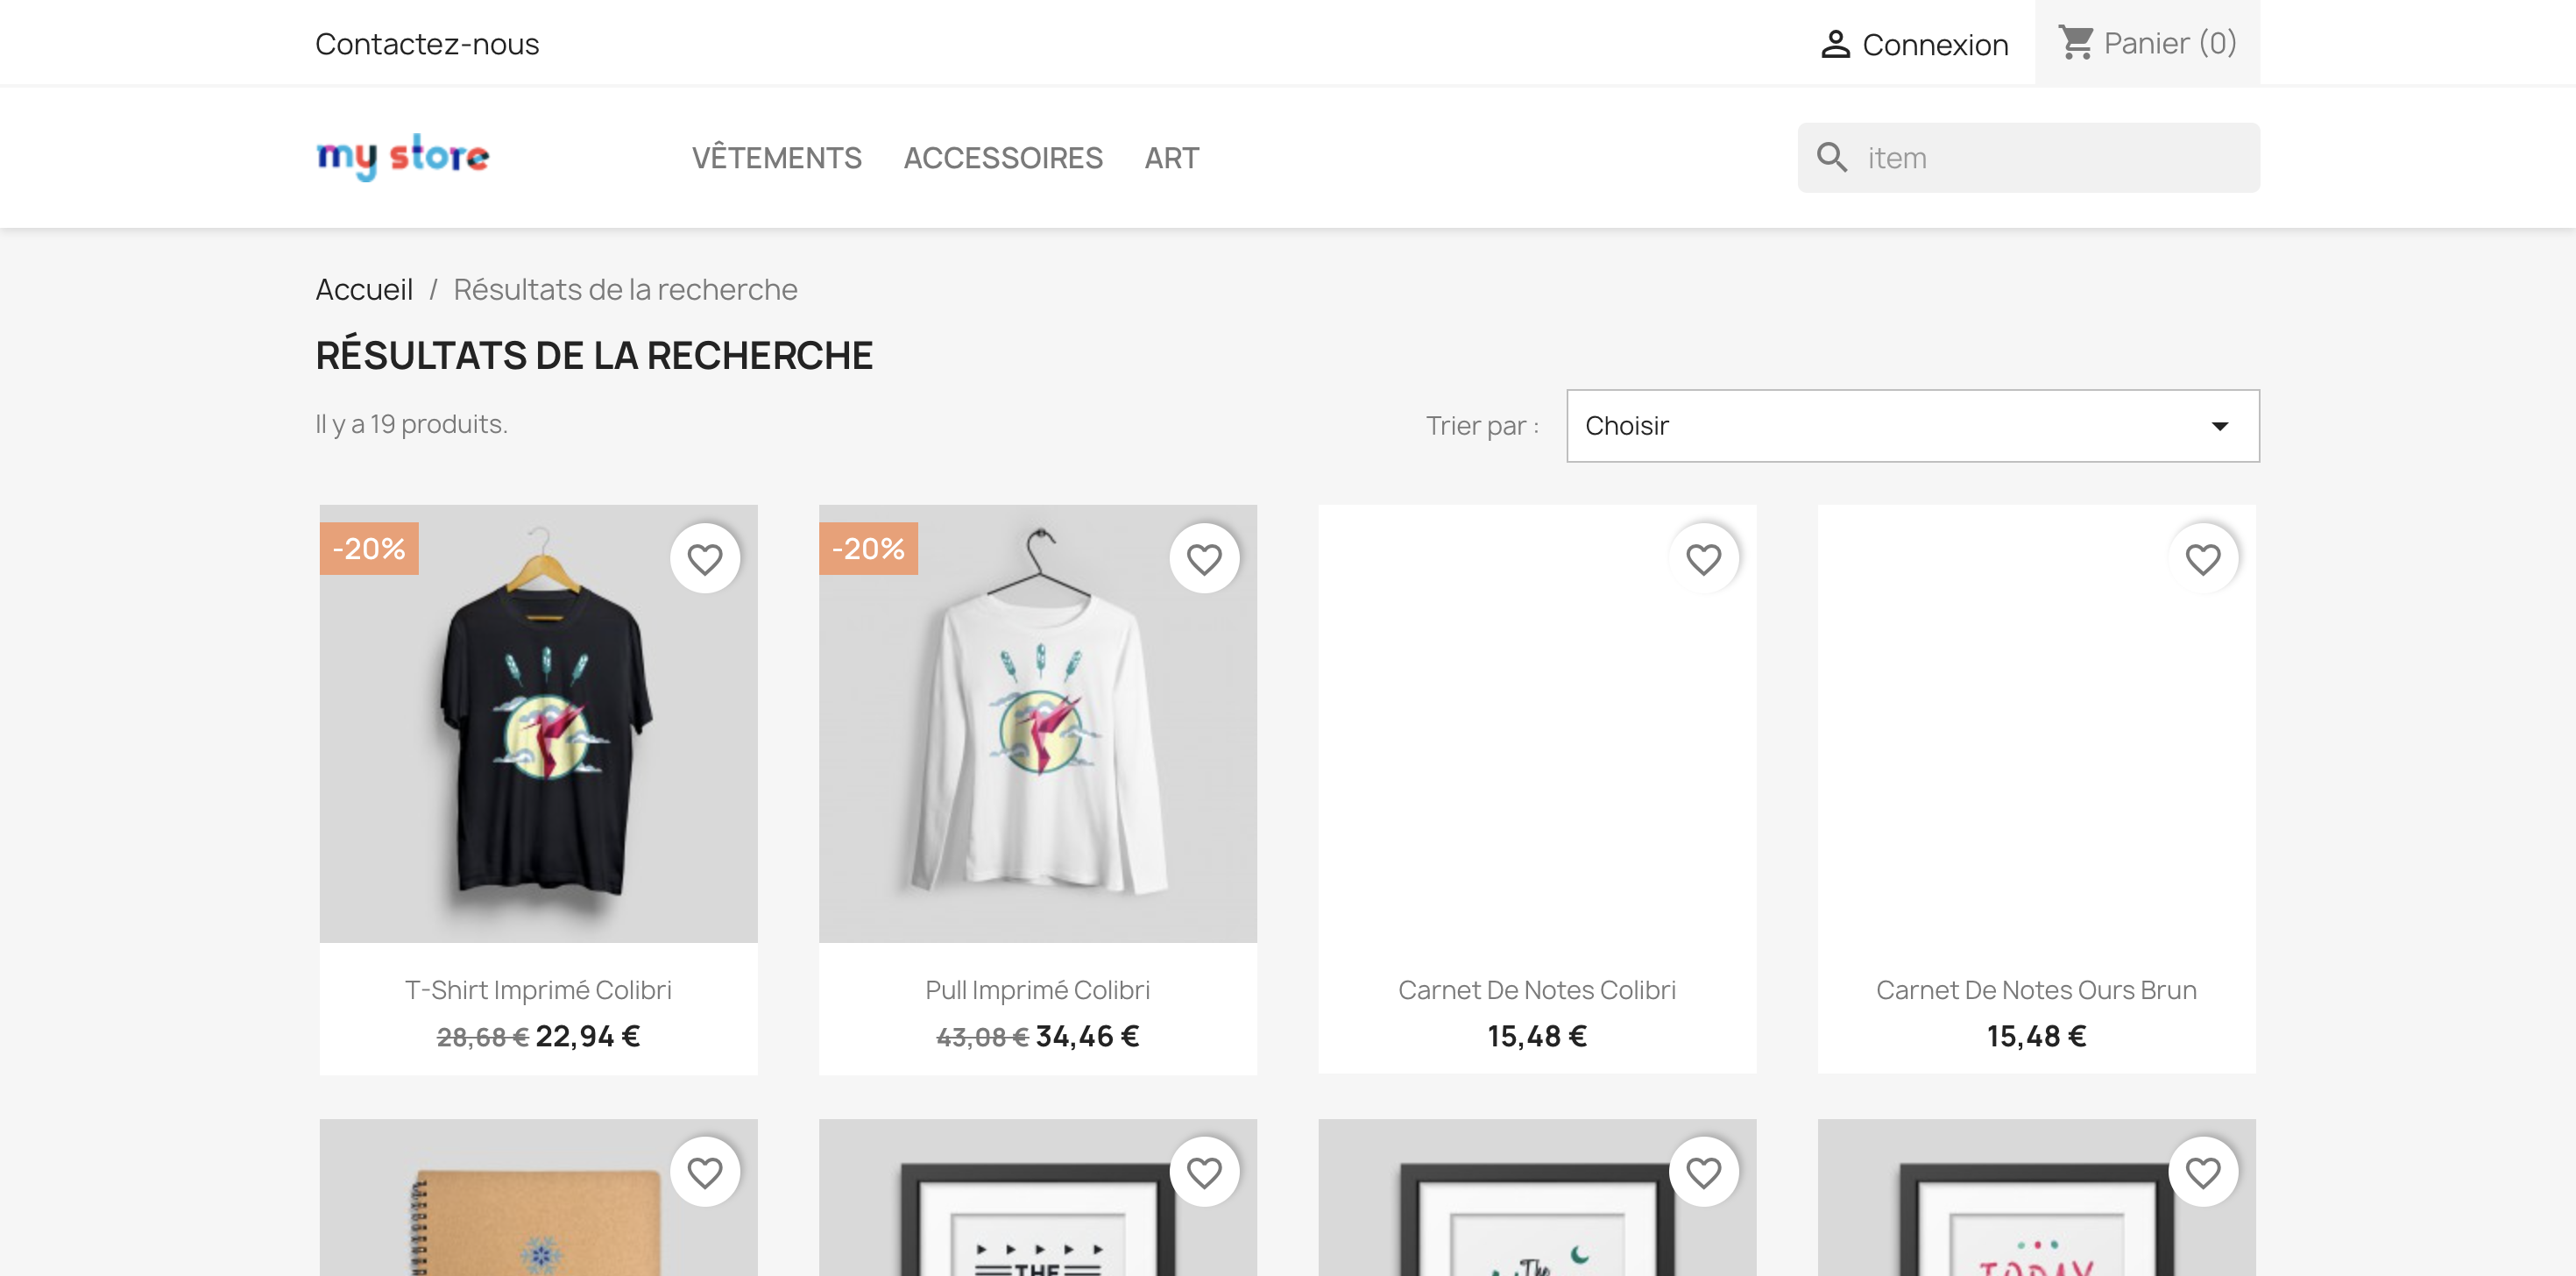 Contactez-nous
Connexion
Panier (0)
my store
VÊTEMENTS
ACCESSOIRES
ART
item
Accueil / Résultats de la recherche
RÉSULTATS DE LA RECHERCHE
Il y a 19 produits.
Trier par :
Choisir
-20%
-20%
T-Shirt Imprimé Colibri
28,68 € 22,94 €
Pull Imprimé Colibri
43,08 € 34,46 €
Carnet De Notes Colibri
15,48 €
Carnet De Notes Ours Brun
15,48 €
THE
The
TODAY